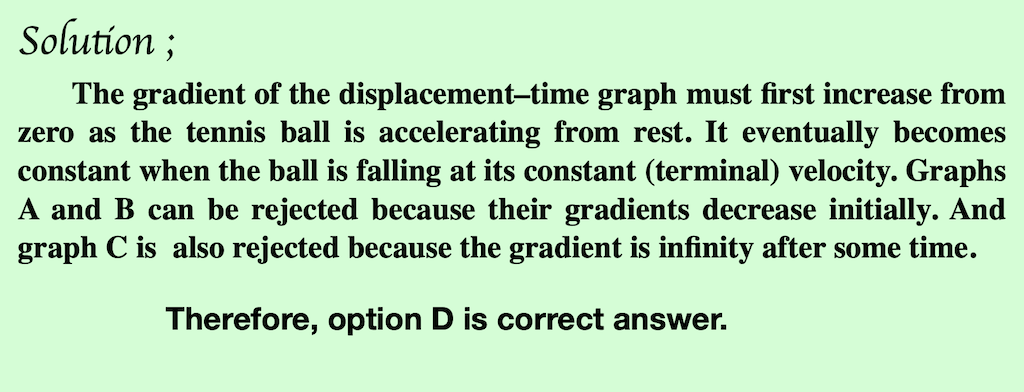 Solution ;
The gradient of the displacement–time graph must first increase from
zero as the tennis ball is accelerating from rest. It eventually becomes
constant when the ball is falling at its constant (terminal) velocity. Graphs
A and B can be rejected because their gradients decrease initially. And
graph C is also rejected because the gradient is infinity after some time.
Therefore, option D is correct answer.